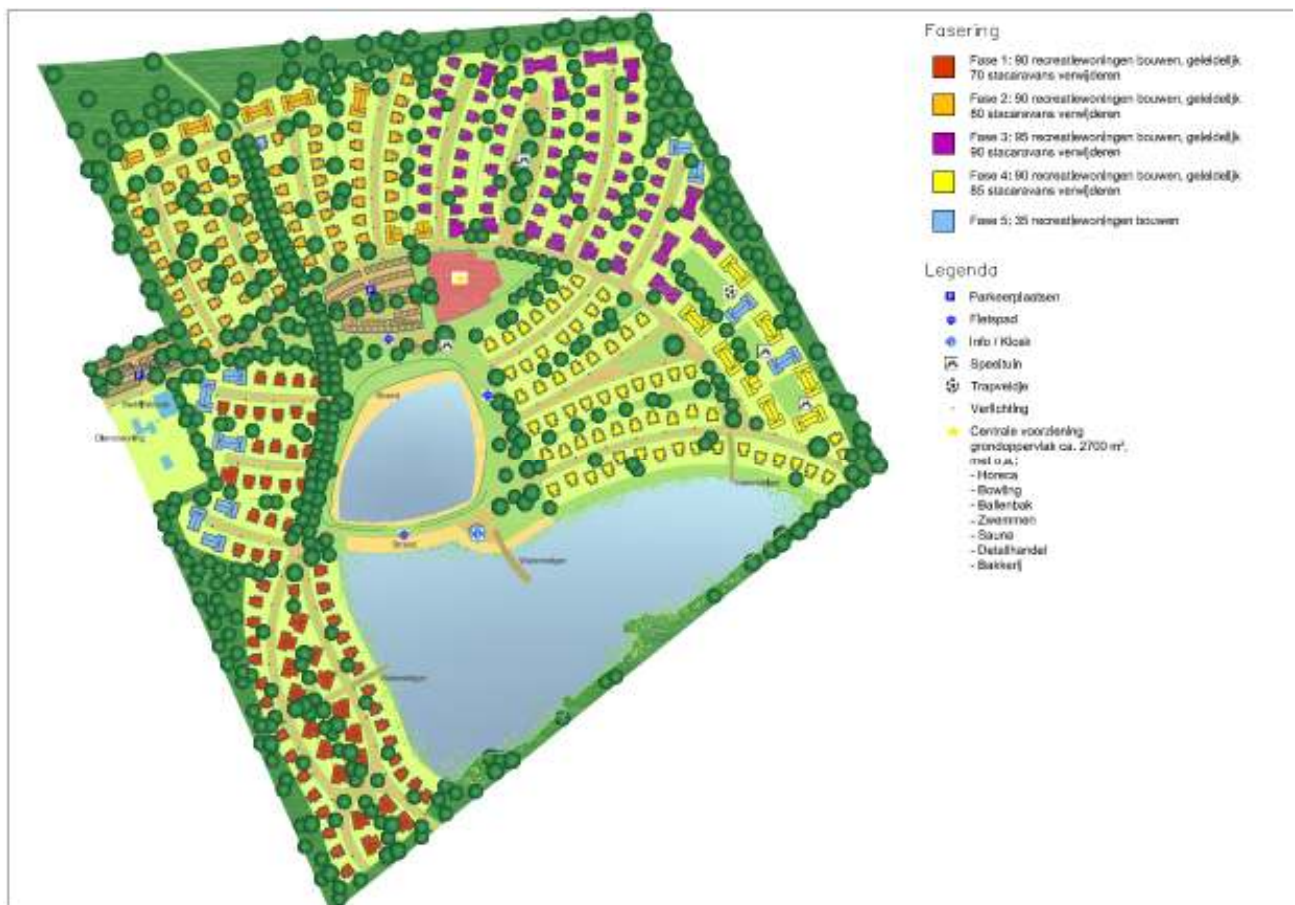 Fasering
Fase 1: 90 recreatiewoningen bouwen, geleidelijk
70 stacaravans verwijderen
Fase 2: 90 recreatiewoningen bouwen, geleidelijk
80 stacaravans verwijderen
Fase 3: 95 recreatiewoningen bouwen, geleidelijk
90 stacaravans verwijderen
Fase 4: 90 recreatiewoningen bouwen, geleidelijk
85 stacaravans verwijderen
Fase 5: 35 recreatiewoningen bouwen
Legenda
P Parkeerplaatsen
Fietspad
Info / Kiosk
Speeltuin
Trapveldje
Verlichting
Centrale voorziening
grondoppervlak ca. 2700 m²,
met o.a.:
- Horeca
- Bowling
- Ballenbak
- Zwemmen
- Sauna
- Detailhandel
- Bakkerij
P
P
Strand
Dienstwoning
Strand